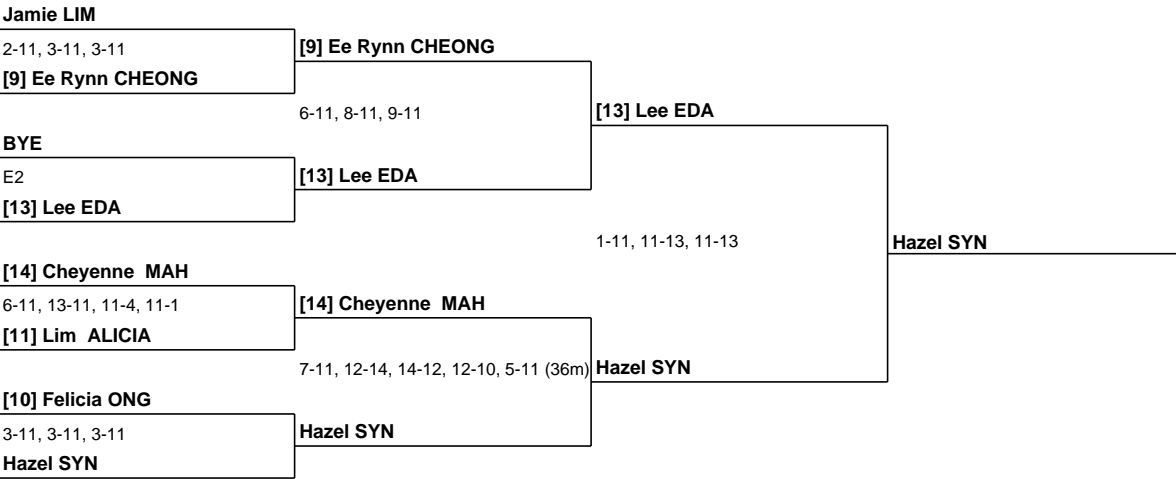 Jamie LIM
2-11, 3-11, 3-11
[9] Ee Rynn CHEONG
[9] Ee Rynn CHEONG
6-11, 8-11, 9-11
[13] Lee EDA
BYE
E2
[13] Lee EDA
[13] Lee EDA
1-11, 11-13, 11-13
Hazel SYN
[14] Cheyenne  MAH
6-11, 13-11, 11-4, 11-1
[14] Cheyenne  MAH
[11] Lim  ALICIA
7-11, 12-14, 14-12, 12-10, 5-11 (36m)
Hazel SYN
[10] Felicia ONG
3-11, 3-11, 3-11
Hazel SYN
Hazel SYN